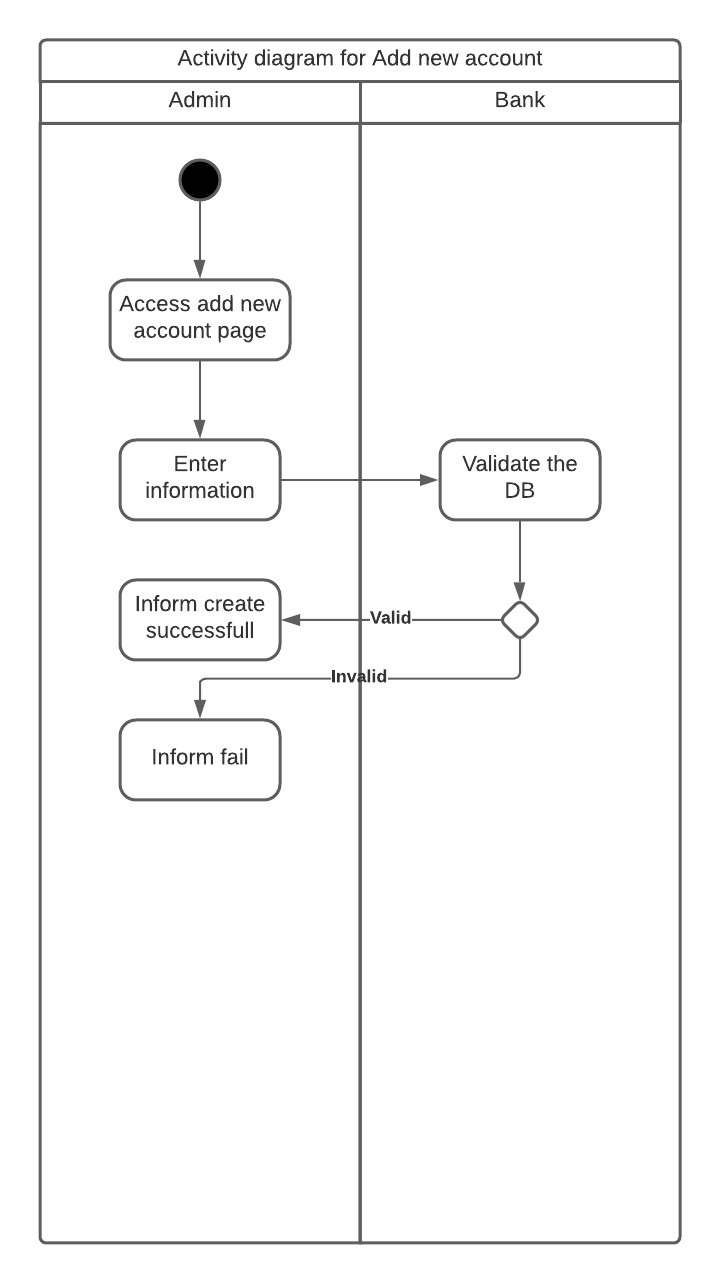 Activity diagram for Add new account
Admin
Bank
Access add new
account page
Enter
information
Validate the
DB
Inform create
successfull
Valid
Invalid
Inform fail